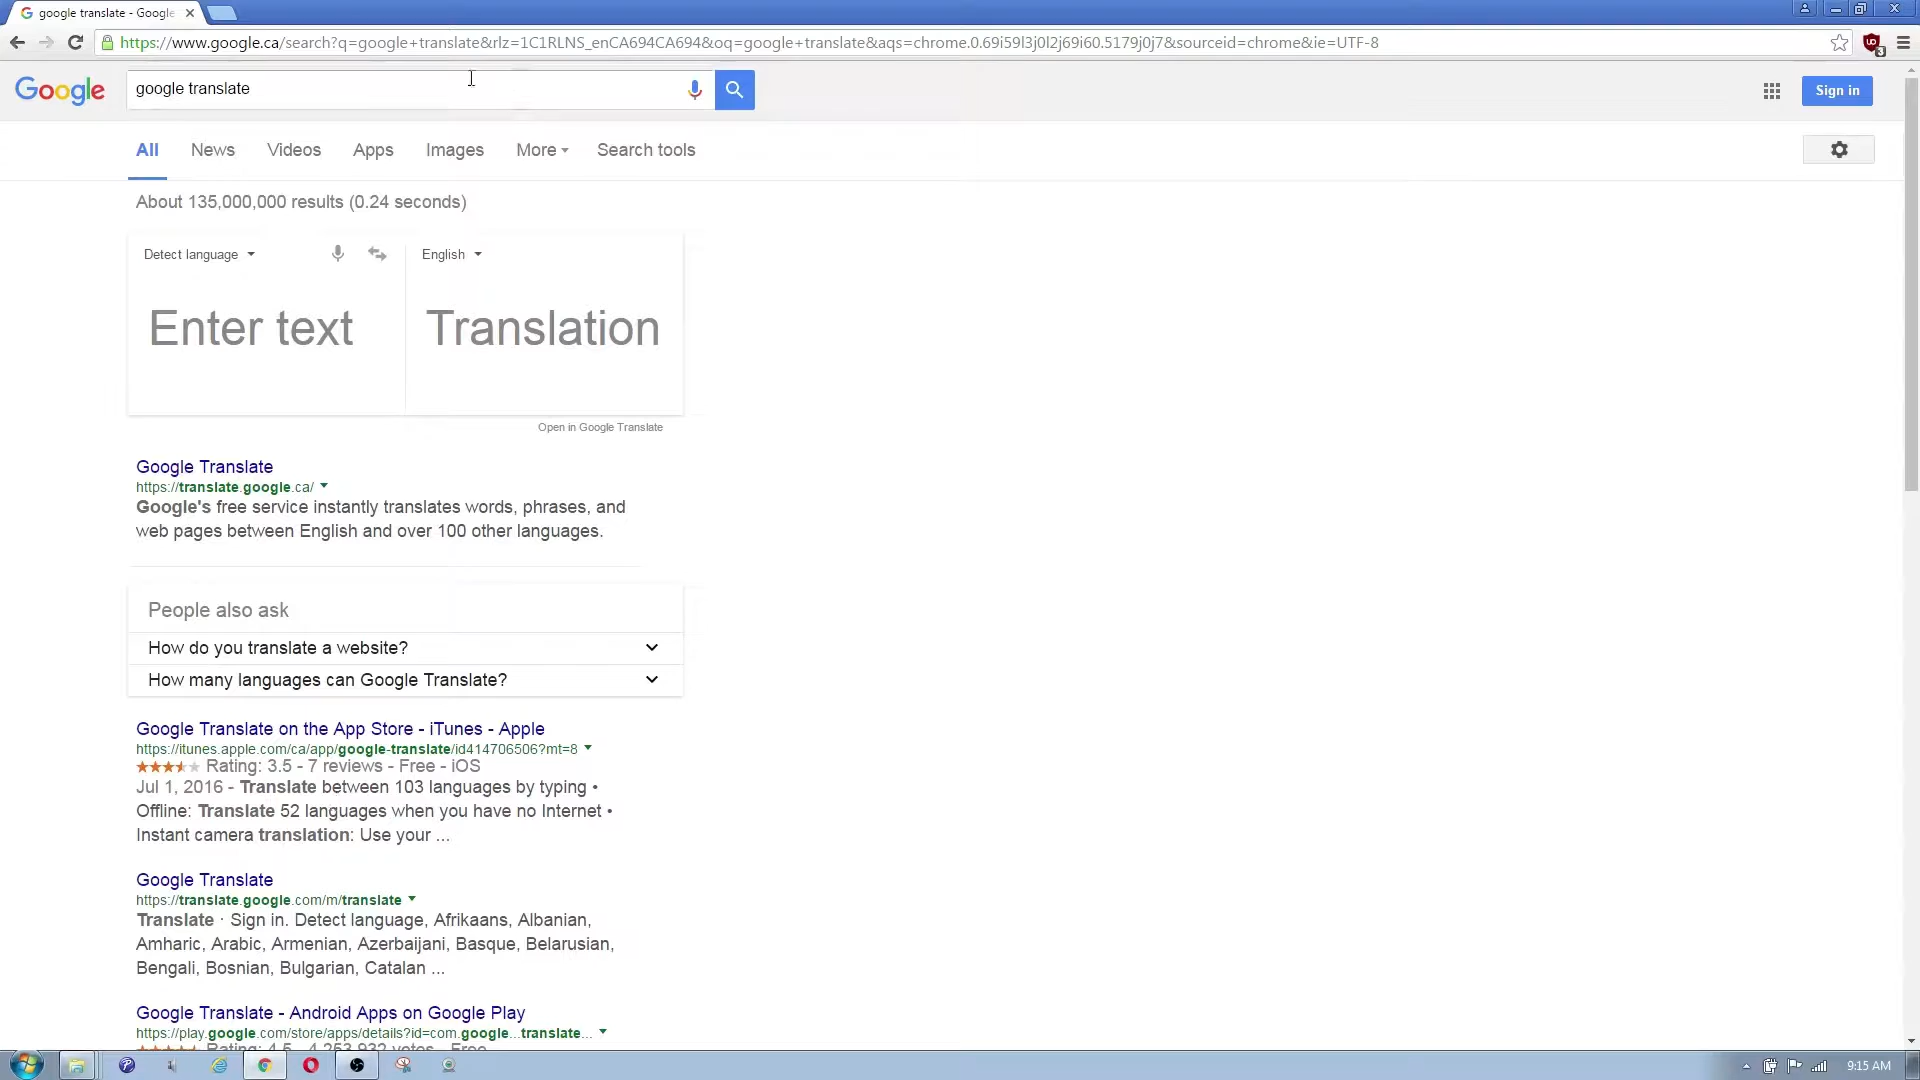 google translate - Google
https://www.google.ca/search?q=google+translate&rlz=1C1RLNS_enCA694CA694&oq=google+translate&aqs=chrome.0.69i59l3j0l2j69i60.5179j0j7&sourceid=chrome&ie=UTF-8
Google
google translate
Sign in
All News Videos Apps Images More Search tools
About 135,000,000 results (0.24 seconds)
Detect language English
Enter text Translation
Open in Google Translate
Google Translate
https://translate.google.ca/
Google's free service instantly translates words, phrases, and
web pages between English and over 100 other languages.
People also ask
How do you translate a website?
How many languages can Google Translate?
Google Translate on the App Store - iTunes - Apple
https://itunes.apple.com/ca/app/google-translate/id414706506?mt=8
Rating: 3.5 - 7 reviews - Free - iOS
Jul 1, 2016 - Translate between 103 languages by typing •
Offline: Translate 52 languages when you have no Internet •
Instant camera translation: Use your ...
Google Translate
https://translate.google.com/m/translate
Translate · Sign in. Detect language, Afrikaans, Albanian,
Amharic, Arabic, Armenian, Azerbaijani, Basque, Belarusian,
Bengali, Bosnian, Bulgarian, Catalan ...
Google Translate - Android Apps on Google Play
https://play.google.com/store/apps/details?id=com.google...translate...
Rating: 4.5 - 4,253,932 votes - Free
9:15 AM